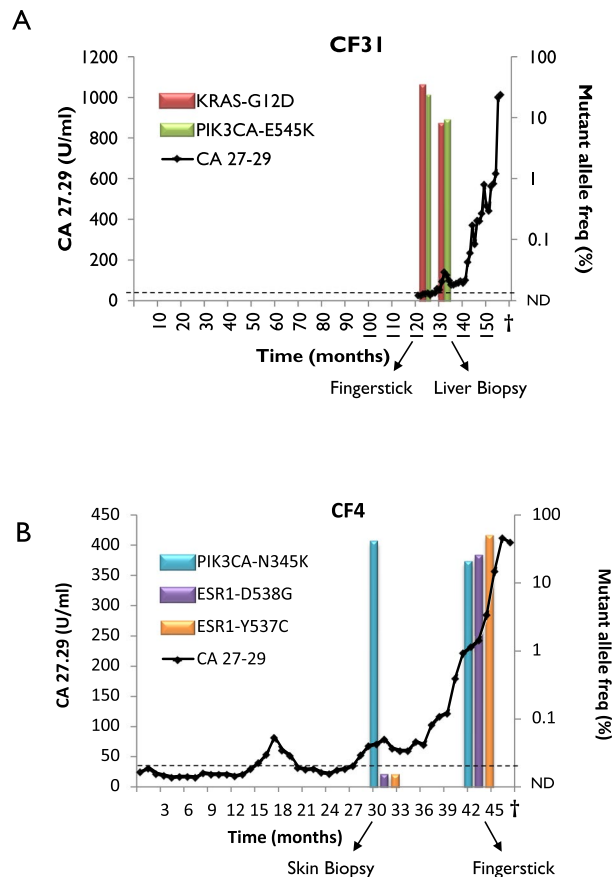 A
CF31
CA 27.29 (U/ml)
1200
1000
800
600
400
200
0
KRAS-G12D
PIK3CA-E545K
CA 27-29
100
10
1
0.1
ND
Mutant allele freq (%)
10 20 30 40 50 60 70 80 90 100 110 120 130 140 150 †
Time (months)
Fingerstick
Liver Biopsy
B
CF4
CA 27.29 (U/ml)
450
400
350
300
250
200
150
100
50
0
PIK3CA-N345K
ESR1-D538G
ESR1-Y537C
CA 27-29
100
10
1
0.1
ND
Mutant allele freq (%)
3 6 9 12 15 18 21 24 27 30 33 36 39 42 45 †
Time (months)
Skin Biopsy
Fingerstick